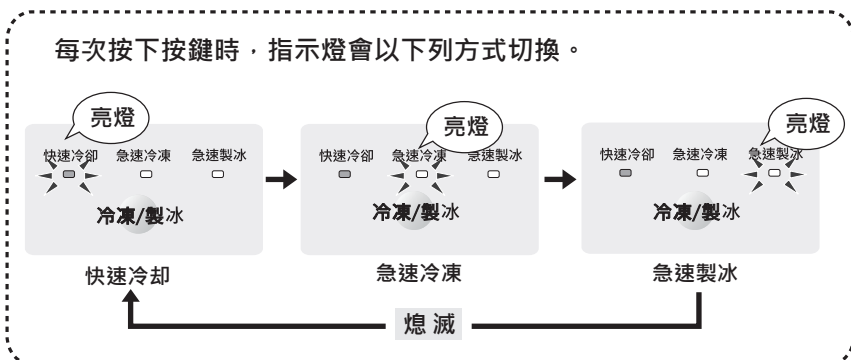 每次按下按鍵時，指示燈會以下列方式切換。
亮燈
快速冷卻 急速冷凍 急速製冰
冷凍/製冰
快速冷却
亮燈
快速冷卻 急速冷凍 急速製冰
冷凍/製冰
急速冷凍
亮燈
快速冷卻 急速冷凍 急速製冰
冷凍/製冰
急速製冰
熄滅